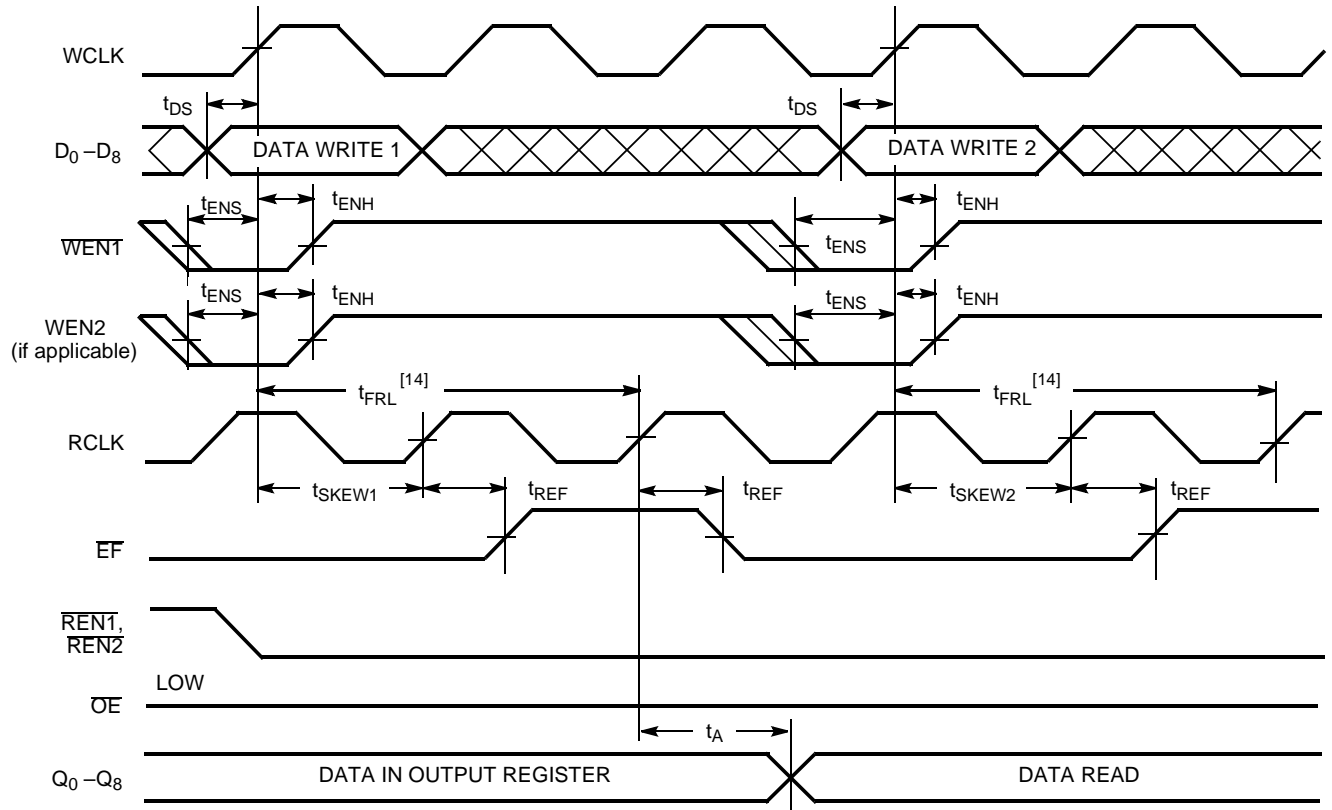 WCLK
tDS tDS
D0 –D8 DATA WRITE 1 DATA WRITE 2
tENS tENH tENS tENH
WEN1
tENS tENH tENS tENH
WEN2
(if applicable)
tFRL [14] tFRL [14]
RCLK
tSKEW1 tREF tREF tSKEW2 tREF
EF
REN1,
REN2
LOW
OE
tA
Q0 –Q8 DATA IN OUTPUT REGISTER DATA READ